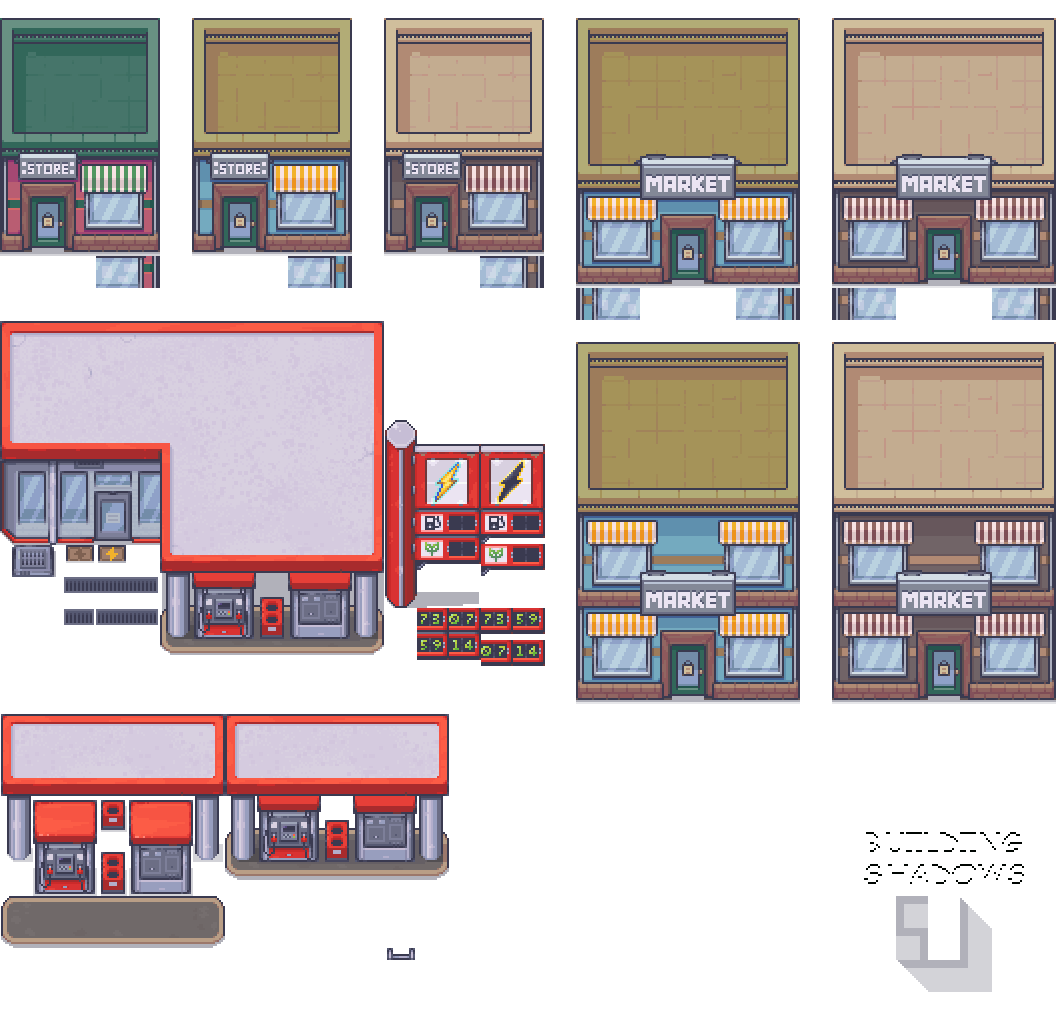 STORE
STORE
STORE
MARKET
MARKET
MARKET
MARKET
73 07 73 59
59 14 07 14
BUILDING
SHADOWS